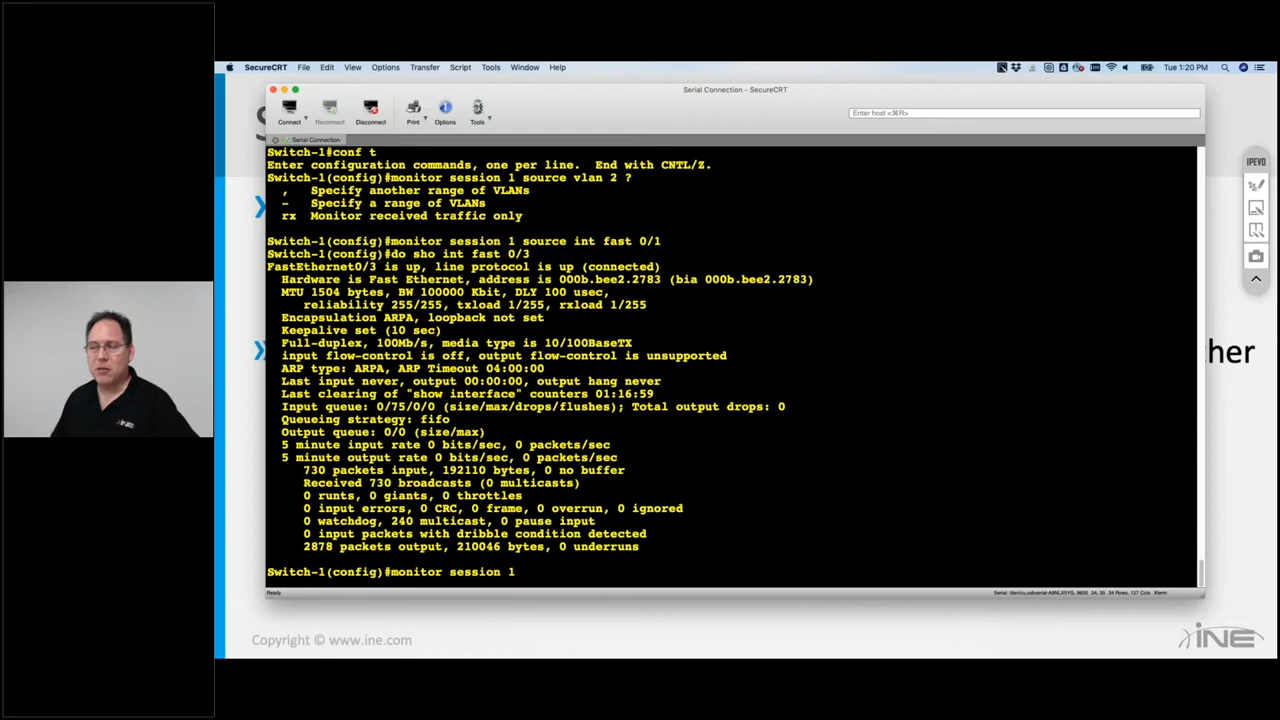 SecureCRT File Edit View Options Transfer Script Tools Window Help Tue 1:20 PM
Serial Connection - SecureCRT
Connect Reconnect Disconnect Print Options Tools Enter host <⌘R>
Serial Connection
IPEVO
Switch-1#conf t
Enter configuration commands, one per line. End with CNTL/Z.
Switch-1(config)#monitor session 1 source vlan 2 ?
, Specify another range of VLANs
- Specify a range of VLANs
rx Monitor received traffic only
Switch-1(config)#monitor session 1 source int fast 0/1
Switch-1(config)#do sho int fast 0/3
FastEthernet0/3 is up, line protocol is up (connected)
Hardware is Fast Ethernet, address is 000b.bee2.2783 (bia 000b.bee2.2783)
MTU 1504 bytes, BW 100000 Kbit, DLY 100 usec,
reliability 255/255, txload 1/255, rxload 1/255
Encapsulation ARPA, loopback not set
Keepalive set (10 sec)
Full-duplex, 100Mb/s, media type is 10/100BaseTX
input flow-control is off, output flow-control is unsupported
ARP type: ARPA, ARP Timeout 04:00:00
Last input never, output 00:00:00, output hang never
Last clearing of "show interface" counters 01:16:59
Input queue: 0/75/0/0 (size/max/drops/flushes); Total output drops: 0
Queueing strategy: fifo
Output queue: 0/0 (size/max)
5 minute input rate 0 bits/sec, 0 packets/sec
5 minute output rate 0 bits/sec, 0 packets/sec
730 packets input, 192110 bytes, 0 no buffer
Received 730 broadcasts (0 multicasts)
0 runts, 0 giants, 0 throttles
0 input errors, 0 CRC, 0 frame, 0 overrun, 0 ignored
0 watchdog, 240 multicast, 0 pause input
0 input packets with dribble condition detected
2878 packets output, 210046 bytes, 0 underruns
Switch-1(config)#monitor session 1
her
Ready 34, 35 34 Rows, 127 Cols Xterm
Copyright © www.ine.com
iNE